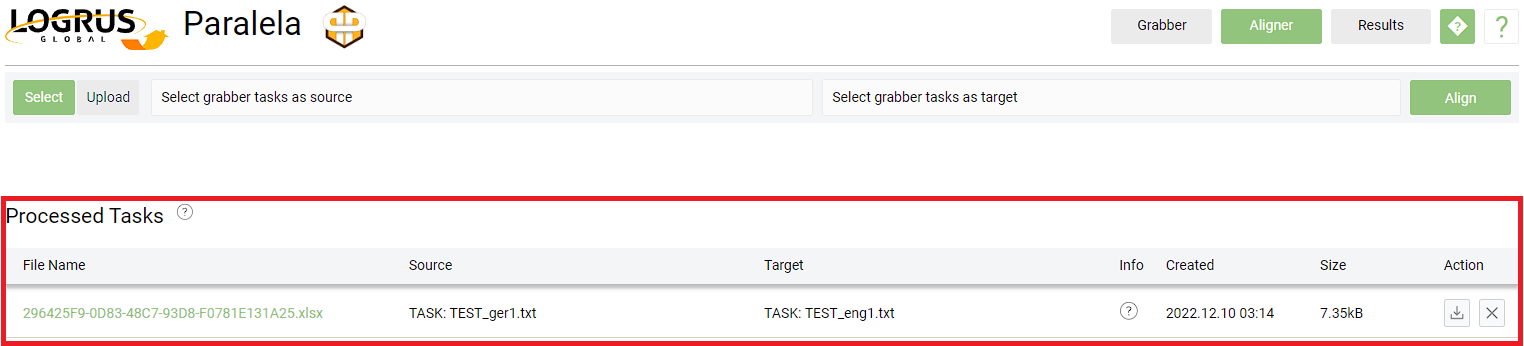 LOGRUS
GLOBAL
Paralela
Grabber
Aligner
Results
?
?
Select
Upload
Select grabber tasks as source
Select grabber tasks as target
Align
Processed Tasks ?
File Name Source Target Info Created Size Action
296425F9-0D83-48C7-93D8-F0781E131A25.xlsx TASK: TEST_ger1.txt TASK: TEST_eng1.txt ? 2022.12.10 03:14 7.35kB